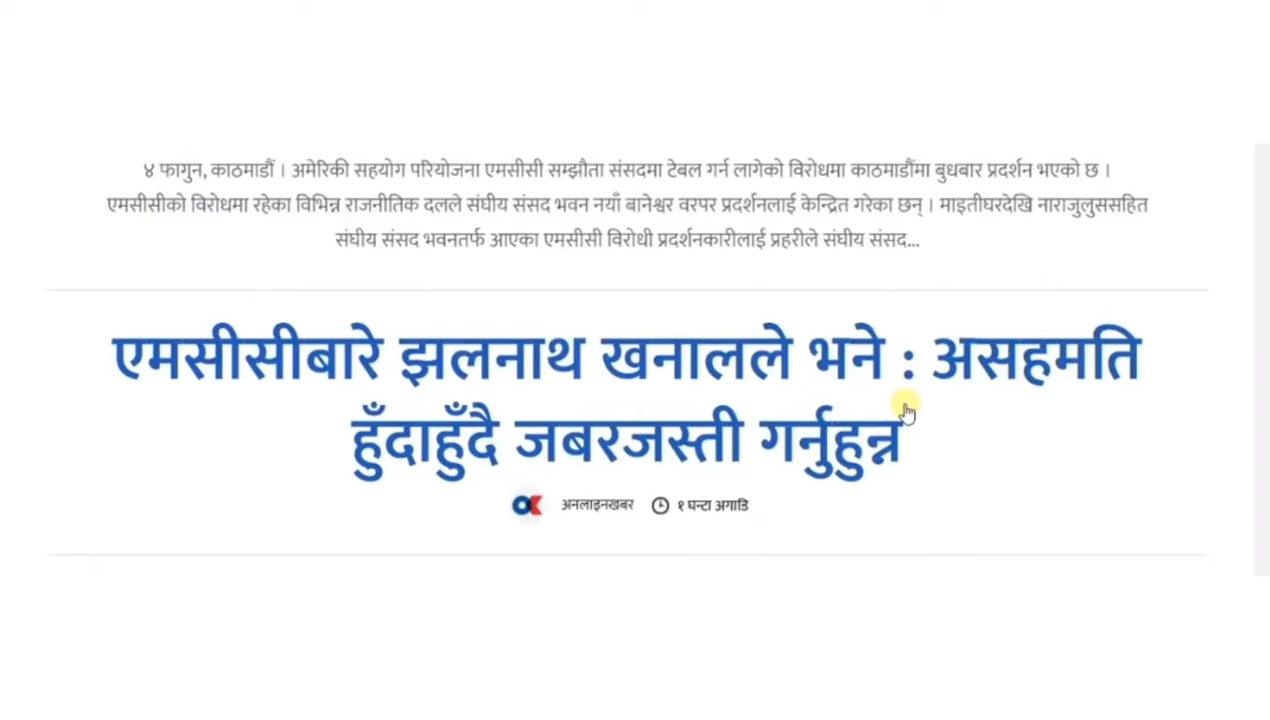 ४ फागुन, काठमाडौं । अमेरिकी सहयोग परियोजना एमसीसी सम्झौता संसदमा टेबल गर्न लागेको विरोधमा काठमाडौंमा बुधबार प्रदर्शन भएको छ ।
एमसीसीको विरोधमा रहेका विभिन्न राजनीतिक दलले संघीय संसद भवन नयाँ बानेश्वर वरपर प्रदर्शनलाई केन्द्रित गरेका छन् । माइतीघरदेखि नाराजुलुससहित
संघीय संसद भवनतर्फ आएका एमसीसी विरोधी प्रदर्शनकारीलाई प्रहरीले संघीय संसद...
एमसीसीबारे झलनाथ खनालले भने : असहमति
हुँदाहुँदै जबरजस्ती गर्नुहुन्न
अनलाइनखबर १ घन्टा अगाडि